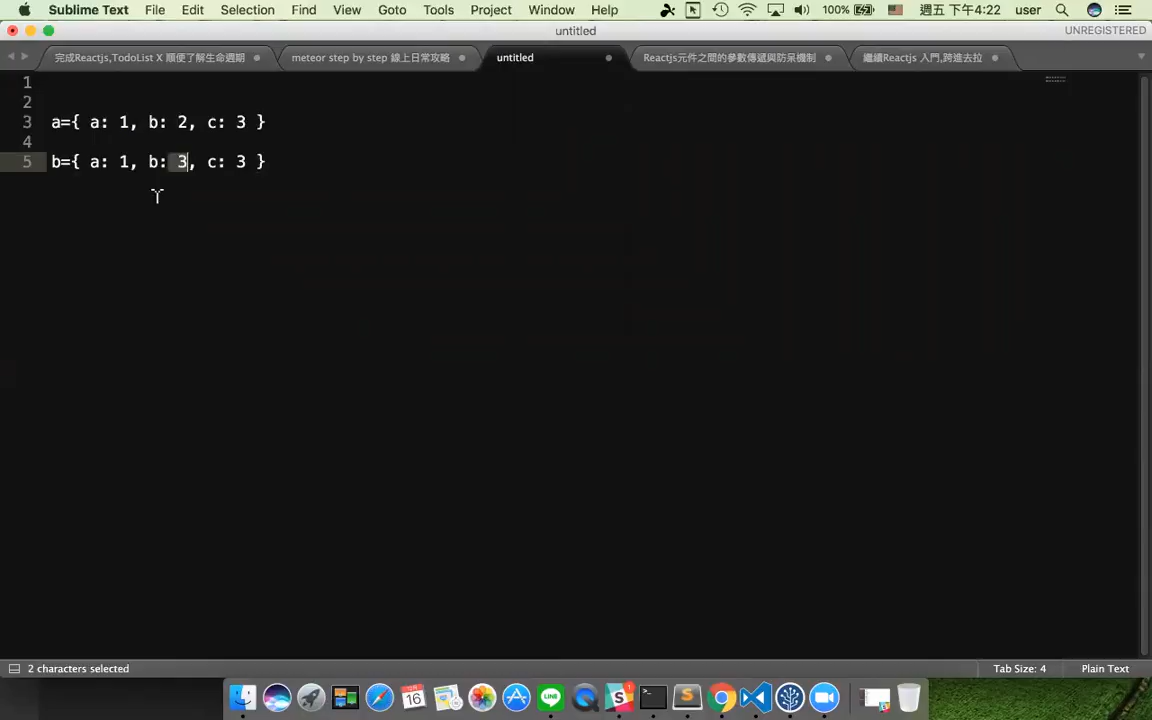 Sublime Text File Edit Selection Find View Goto Tools Project Window Help 100% 週五 下午4:22 user
untitled UNREGISTERED
完成Reactjs,TodoList X 順便了解生命週期 meteor step by step 線上日常攻略 untitled Reactjs元件之間的參數傳遞與防呆機制 繼續Reactjs 入門,跨進去拉
1
2
3 a={ a: 1, b: 2, c: 3 }
4
5 b={ a: 1, b: 3, c: 3 }
2 characters selected Tab Size: 4 Plain Text
16
LINE